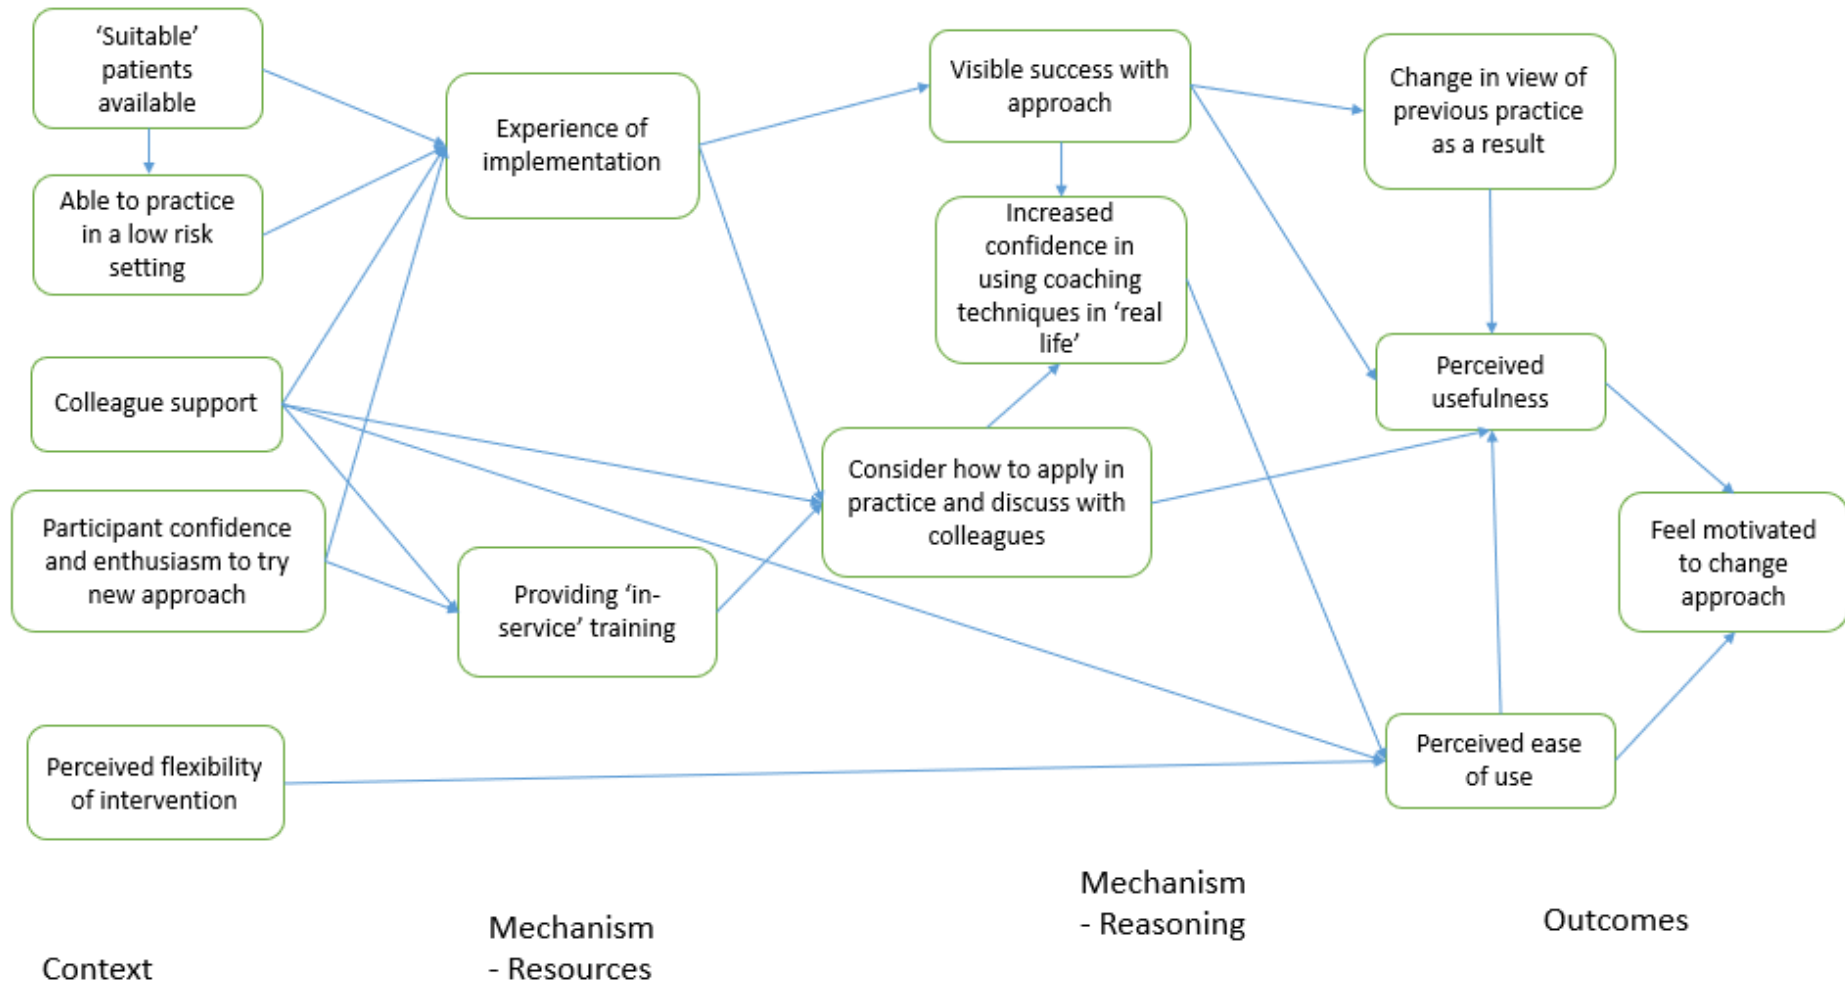 ‘Suitable’
patients
available
Able to practice
in a low risk
setting
Colleague support
Participant confidence
and enthusiasm to try
new approach
Perceived flexibility
of intervention
Experience of
implementation
Providing ‘in-
service’ training
Visible success with
approach
Increased
confidence in
using coaching
techniques in ‘real
life’
Consider how to apply in
practice and discuss with
colleagues
Change in view of
previous practice
as a result
Perceived
usefulness
Perceived ease
of use
Feel motivated
to change
approach
Context
Mechanism
- Resources
Mechanism
- Reasoning
Outcomes